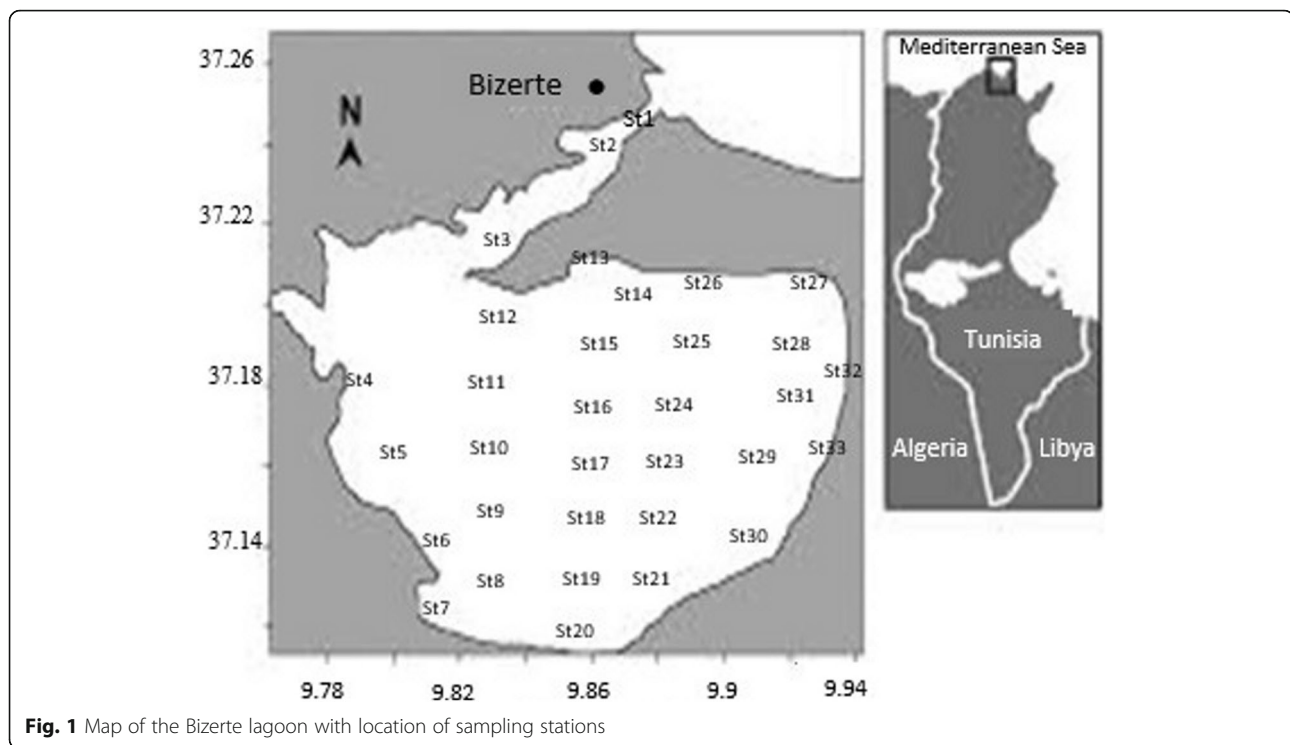 37.26
37.22
37.18
37.14
N
Bizerte
St1
St2
St3
St13
St14
St26
St27
St12
St15
St25
St28
St4
St11
St32
St16
St24
St31
St5
St10
St17
St23
St29
St33
St9
St18
St22
St6
St30
St8
St19
St21
St7
St20
9.78 9.82 9.86 9.9 9.94
Mediterranean Sea
Tunisia
Algeria
Libya
Fig. 1 Map of the Bizerte lagoon with location of sampling stations